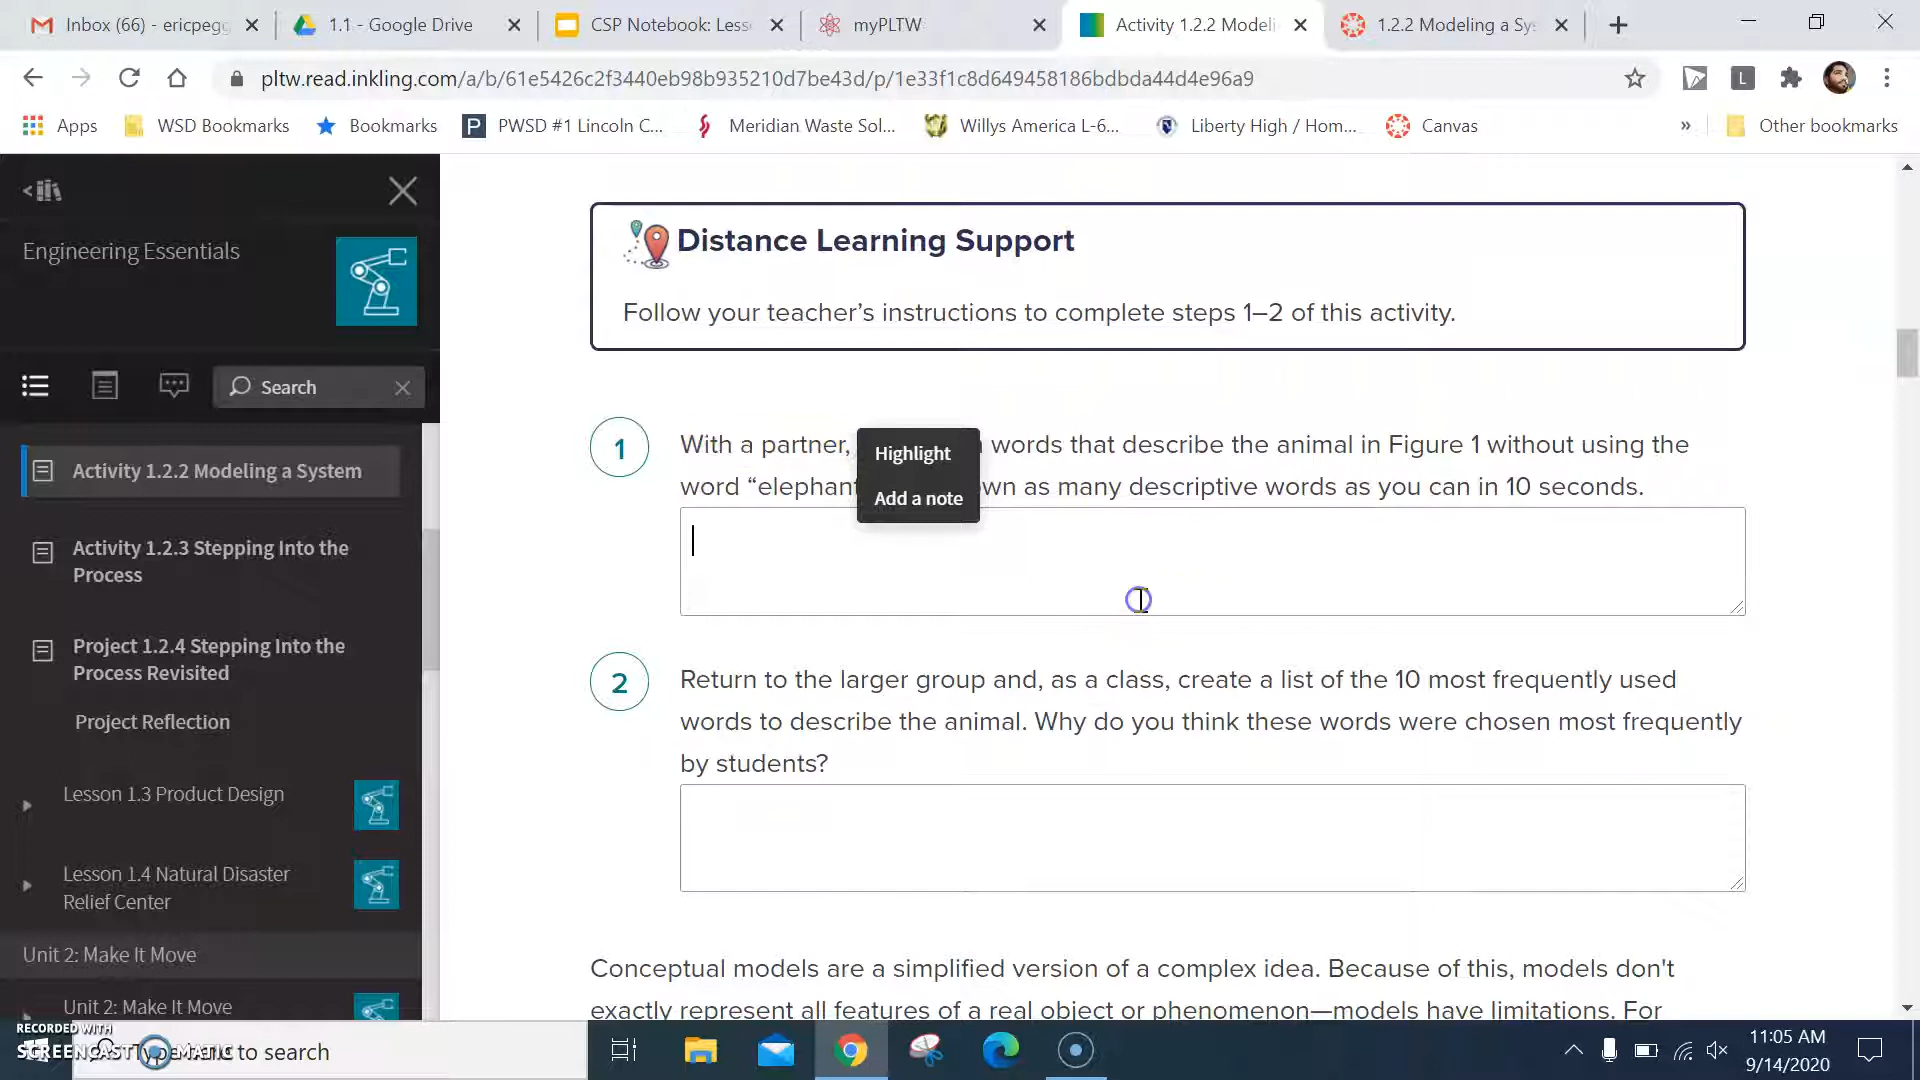 Inbox (66) - ericpegg
1.1 - Google Drive
CSP Notebook: Less
myPLTW
Activity 1.2.2 Modeli
1.2.2 Modeling a Sy
pltw.read.inkling.com/a/b/61e5426c2f3440eb98b935210d7be43d/p/1e33f1c8d649458186bdbda44d4e96a9
Apps
WSD Bookmarks
Bookmarks
PWSD #1 Lincoln C...
Meridian Waste Sol...
Willys America L-6...
Liberty High / Hom...
Canvas
»
Other bookmarks
Engineering Essentials
Search
Activity 1.2.2 Modeling a System
Activity 1.2.3 Stepping Into the
Process
Project 1.2.4 Stepping Into the
Process Revisited
Project Reflection
Lesson 1.3 Product Design
Lesson 1.4 Natural Disaster
Relief Center
Unit 2: Make It Move
Unit 2: Make It Move
Distance Learning Support
Follow your teacher’s instructions to complete steps 1–2 of this activity.
1
With a partner, words that describe the animal in Figure 1 without using the
word “elephant as many descriptive words as you can in 10 seconds.
Highlight
Add a note
2
Return to the larger group and, as a class, create a list of the 10 most frequently used
words to describe the animal. Why do you think these words were chosen most frequently
by students?
Conceptual models are a simplified version of a complex idea. Because of this, models don't
exactly represent all features of a real object or phenomenon—models have limitations. For
RECORDED WITH
SCREENCAST MATIC
to search
11:05 AM
9/14/2020